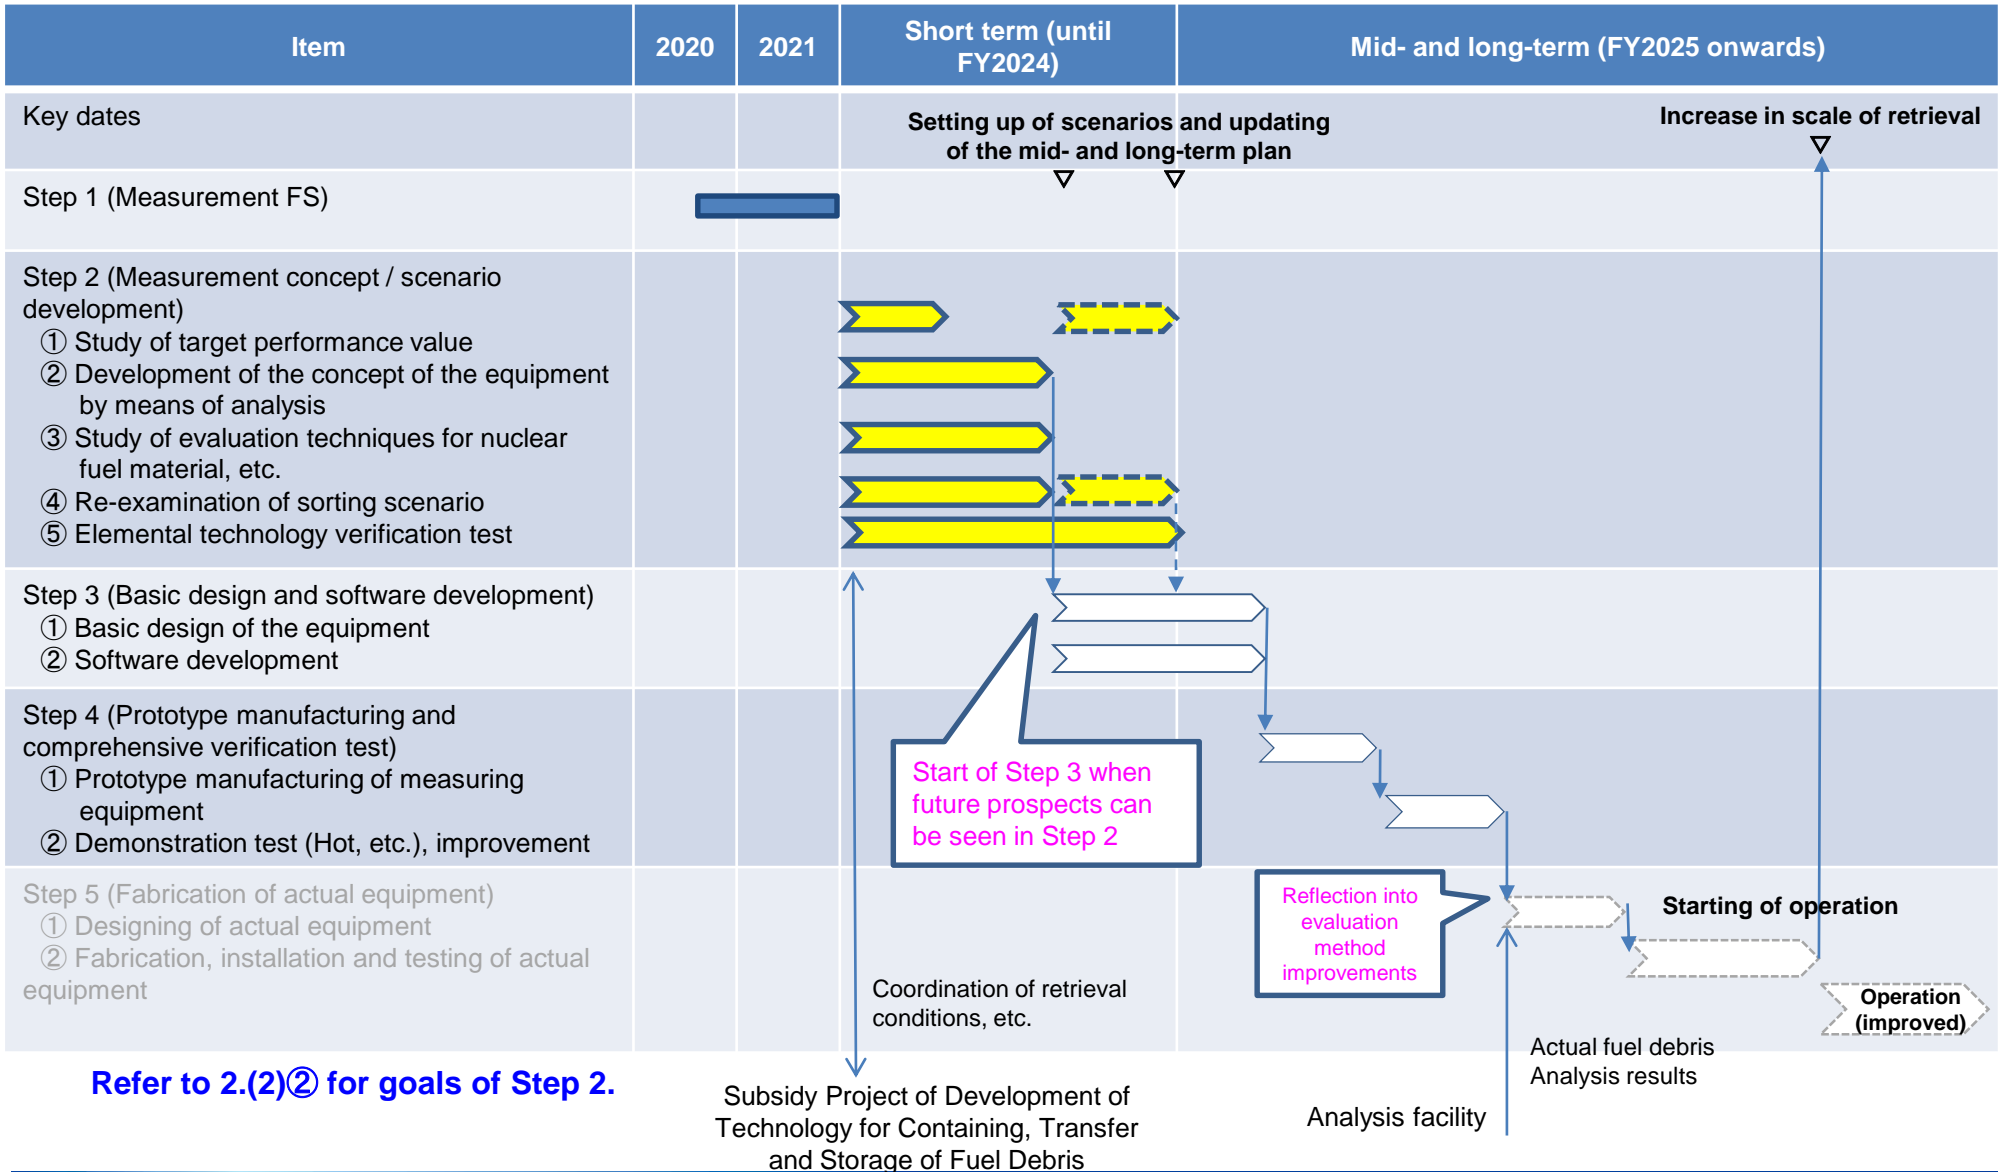 Item
2020
2021
Short term (until
FY2024)
Mid- and long-term (FY2025 onwards)
Key dates
Setting up of scenarios and updating
of the mid- and long-term plan
Increase in scale of retrieval
Step 1 (Measurement FS)
Step 2 (Measurement concept / scenario
development)
① Study of target performance value
② Development of the concept of the equipment
by means of analysis
③ Study of evaluation techniques for nuclear
fuel material, etc.
④ Re-examination of sorting scenario
⑤ Elemental technology verification test
Step 3 (Basic design and software development)
① Basic design of the equipment
② Software development
Step 4 (Prototype manufacturing and
comprehensive verification test)
① Prototype manufacturing of measuring
equipment
② Demonstration test (Hot, etc.), improvement
Start of Step 3 when
future prospects can
be seen in Step 2
Step 5 (Fabrication of actual equipment)
① Designing of actual equipment
② Fabrication, installation and testing of actual
equipment
Reflection into
evaluation
method
improvements
Starting of operation
Operation
(improved)
Coordination of retrieval
conditions, etc.
Actual fuel debris
Analysis results
Analysis facility
Refer to 2.(2)② for goals of Step 2.
Subsidy Project of Development of
Technology for Containing, Transfer
and Storage of Fuel Debris